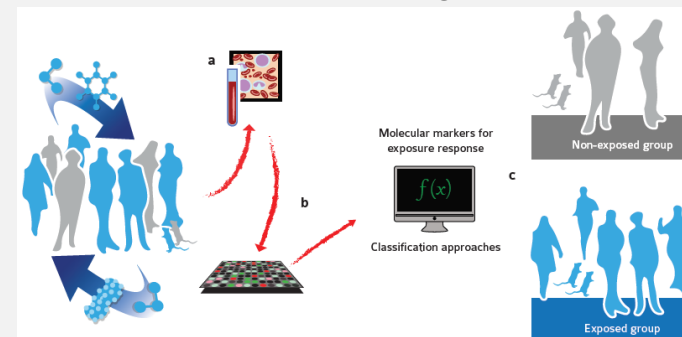 a
b
Molecular markers for
exposure response
f(x)
Classification approaches
c
Non-exposed group
Exposed group